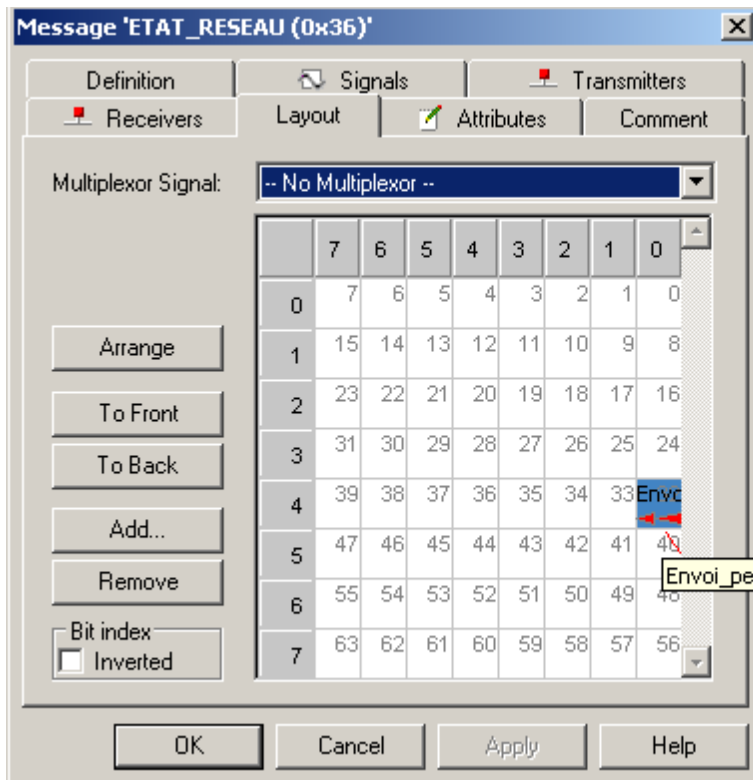 Message 'ETAT_RESEAU (0x36)'
Definition Signals Transmitters
Receivers Layout Attributes Comment
Multiplexor Signal: -- No Multiplexor --
7 6 5 4 3 2 1 0
0 7 6 5 4 3 2 1 0
Arrange 1 15 14 13 12 11 10 9 8
To Front 2 23 22 21 20 19 18 17 16
To Back 3 31 30 29 28 27 26 25 24
Add... 4 39 38 37 36 35 34 33 Envo
5 47 46 45 44 43 42 41 40
Envoi_pe
Remove 6 55 54 53 52 51 50 49 48
Bit index
Inverted 7 63 62 61 60 59 58 57 56
OK Cancel Apply Help